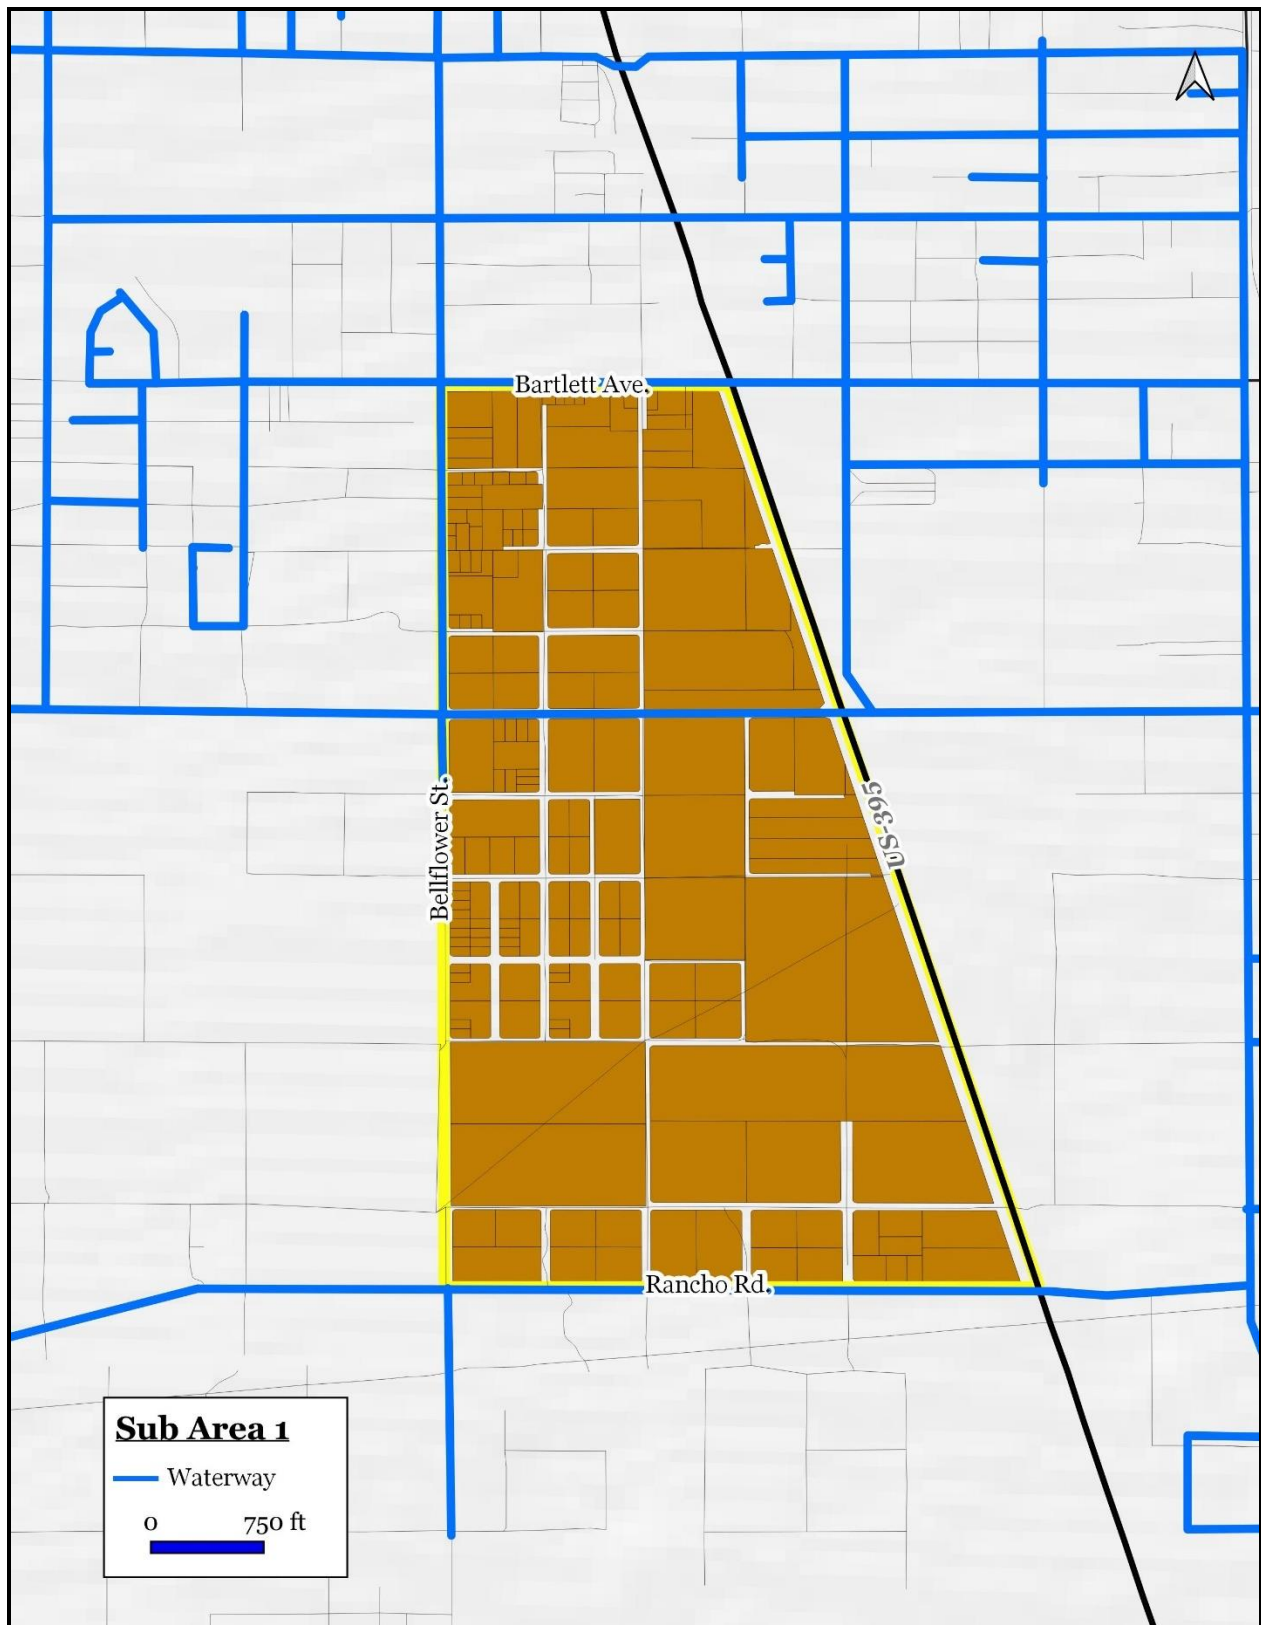 Bartlett Ave.
Bellflower St.
US-395
Rancho Rd.
Sub Area 1
Waterway
0 750 ft